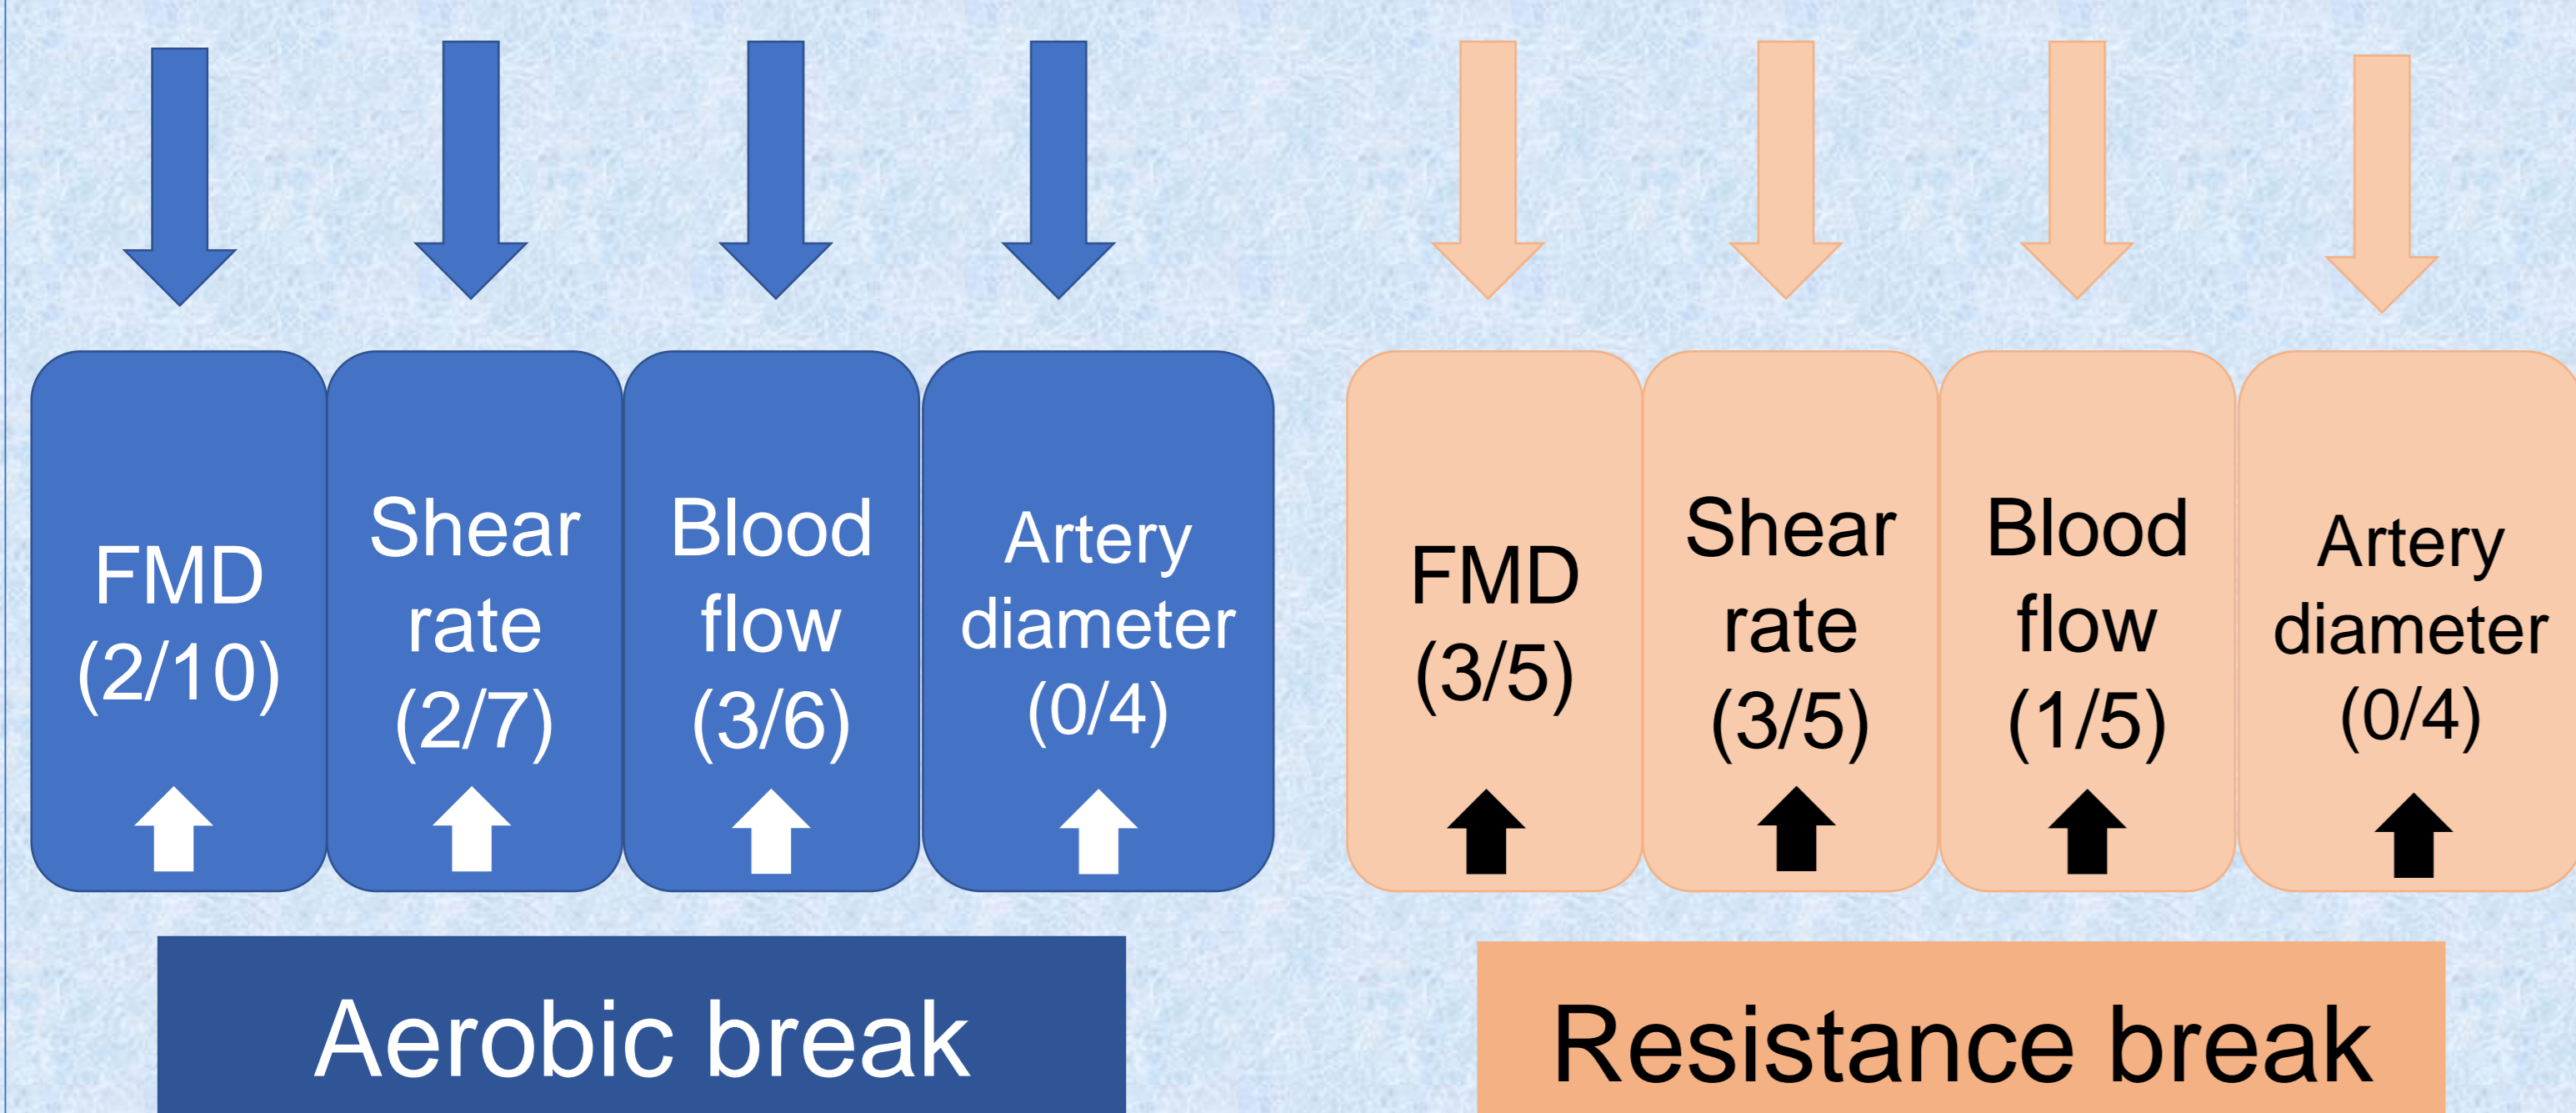 FMD
(2/10)
Shear
rate
(2/7)
Blood
flow
(3/6)
Artery
diameter
(0/4)
FMD
(3/5)
Shear
rate
(3/5)
Blood
flow
(1/5)
Artery
diameter
(0/4)
Aerobic break
Resistance break